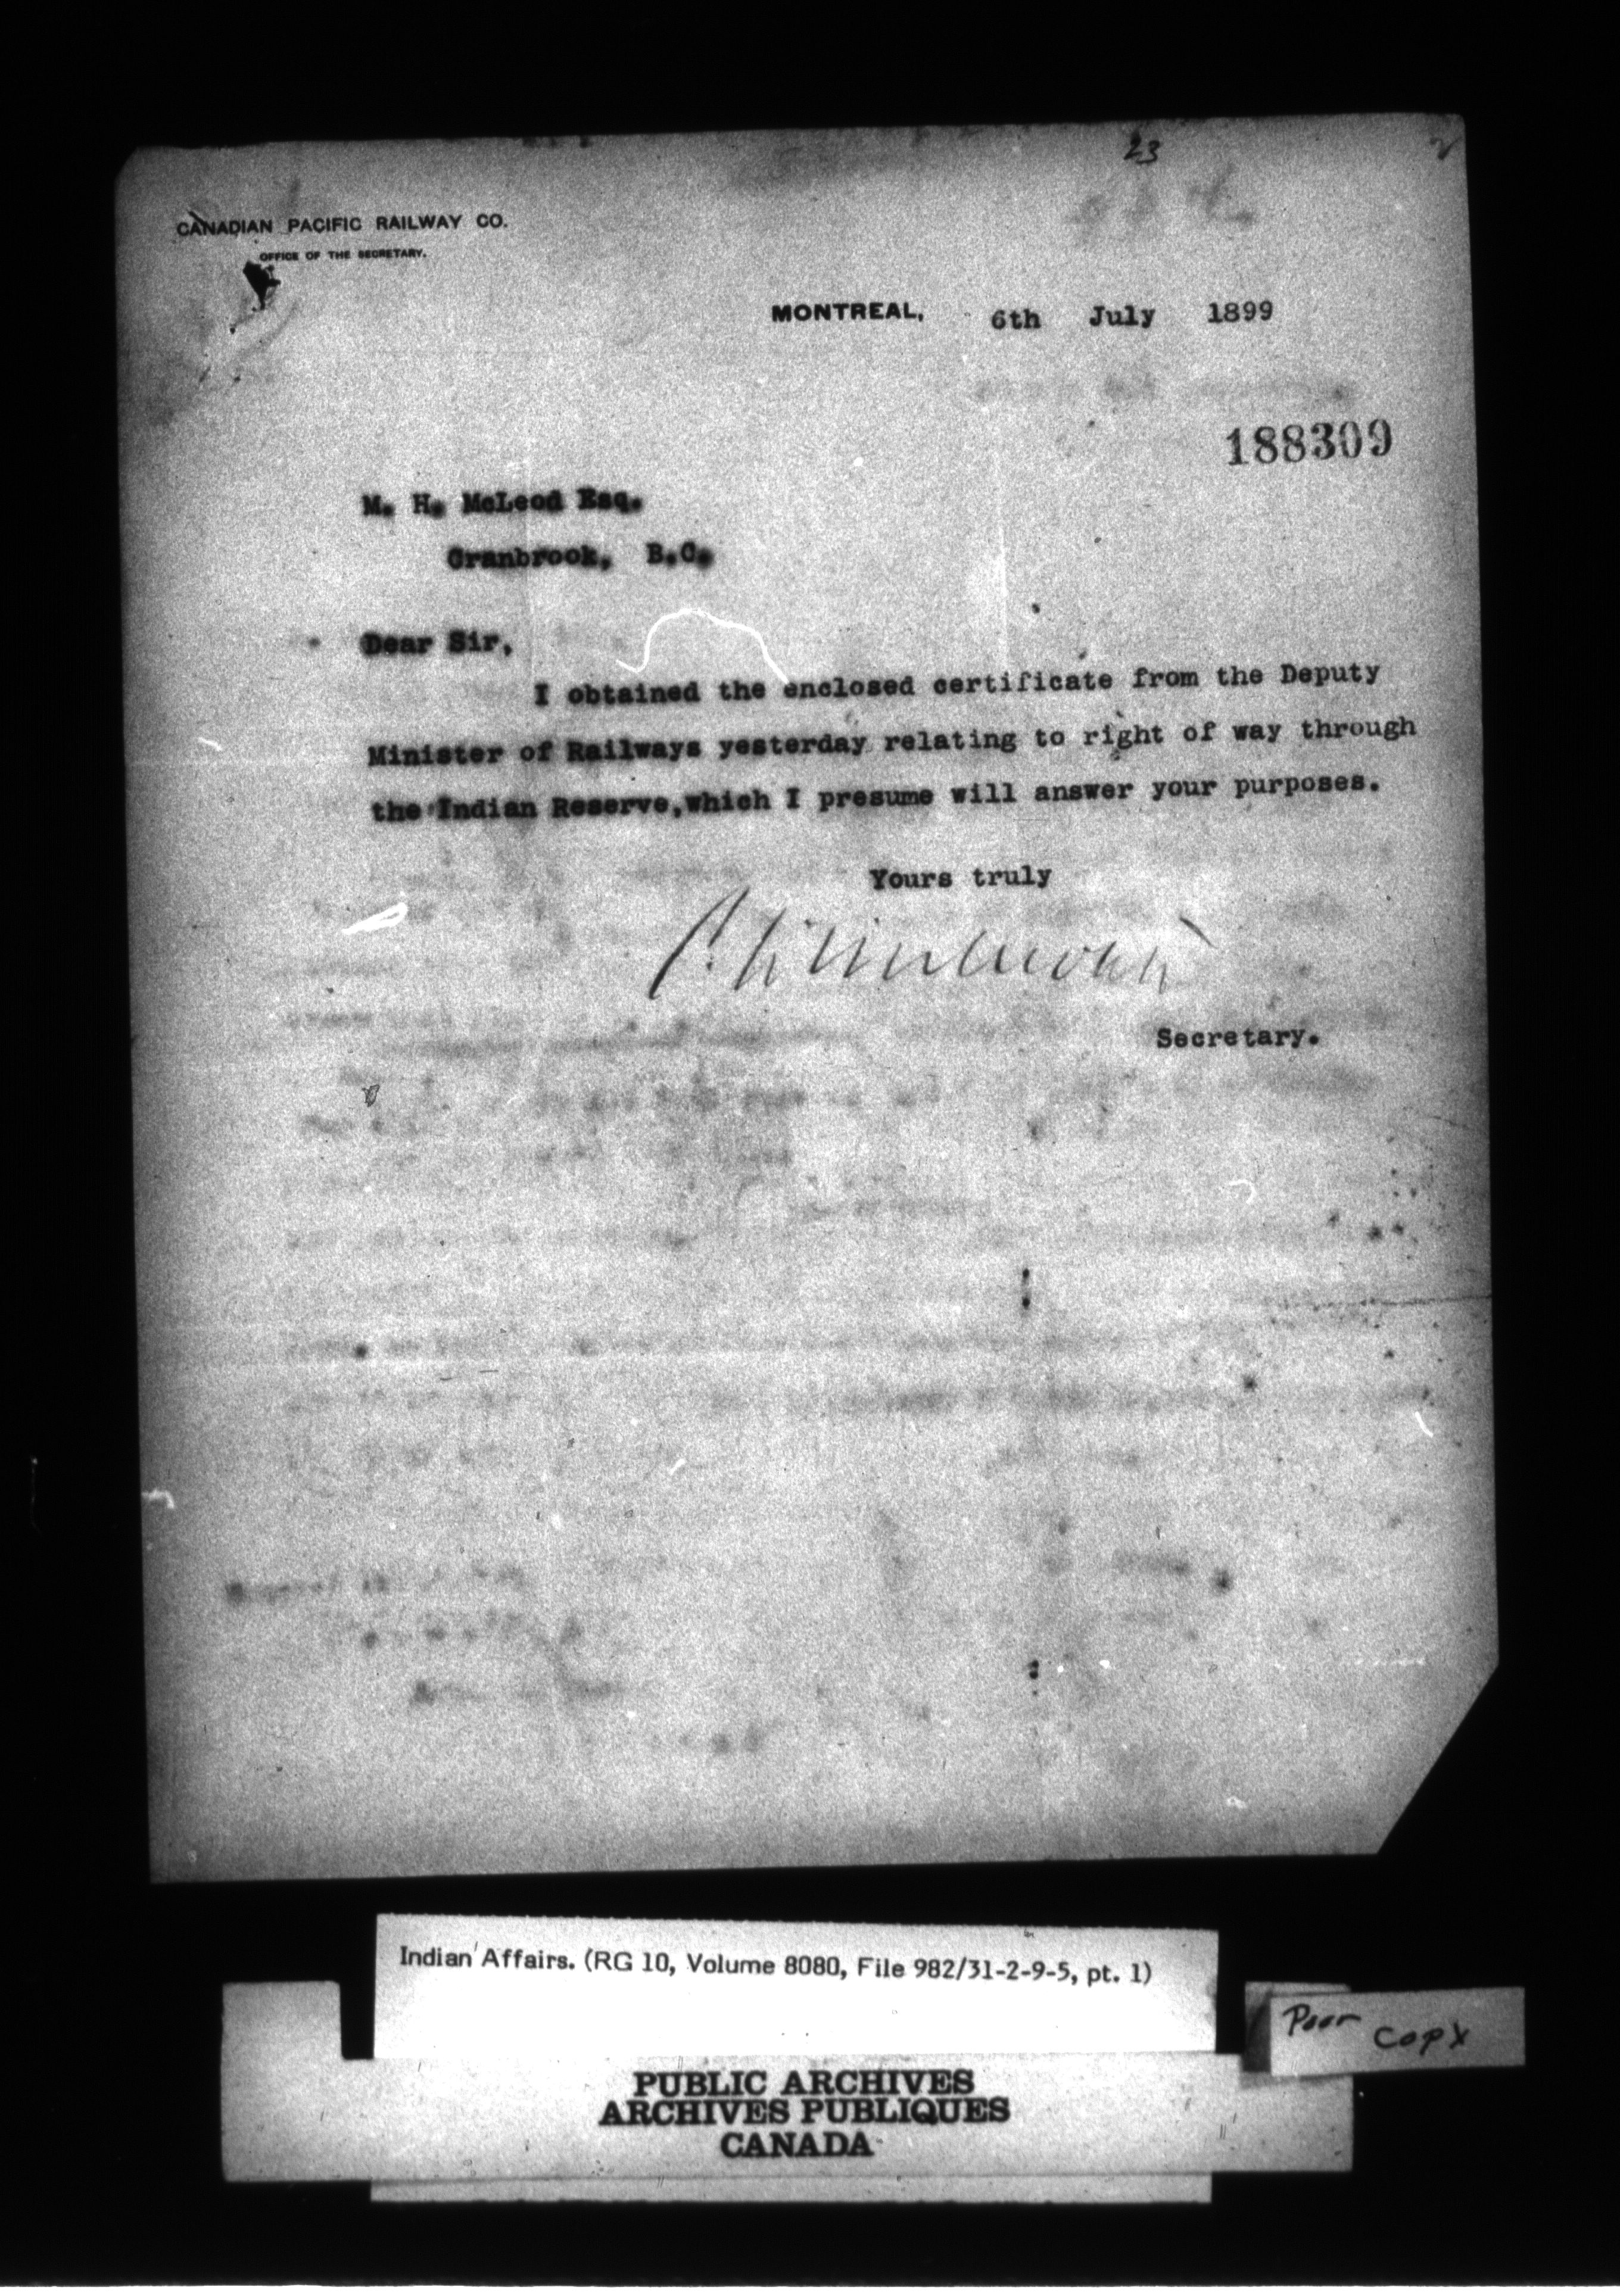 23
CANADIAN PACIFIC RAILWAY CO.
OFFICE OF THE SECRETARY.
MONTREAL, 6th July 1899
188309
M. H. McLeod Esq.
Cranbrook, B.C.
Dear Sir,
I obtained the enclosed certificate from the Deputy
Minister of Railways yesterday relating to right of way through
the Indian Reserve,which I presume will answer your purposes.
Yours truly
Secretary.
Indian Affairs. (RG 10, Volume 8080, File 982/31-2-9-5, pt. 1)
Poor Copy
PUBLIC ARCHIVES
ARCHIVES PUBLIQUES
CANADA